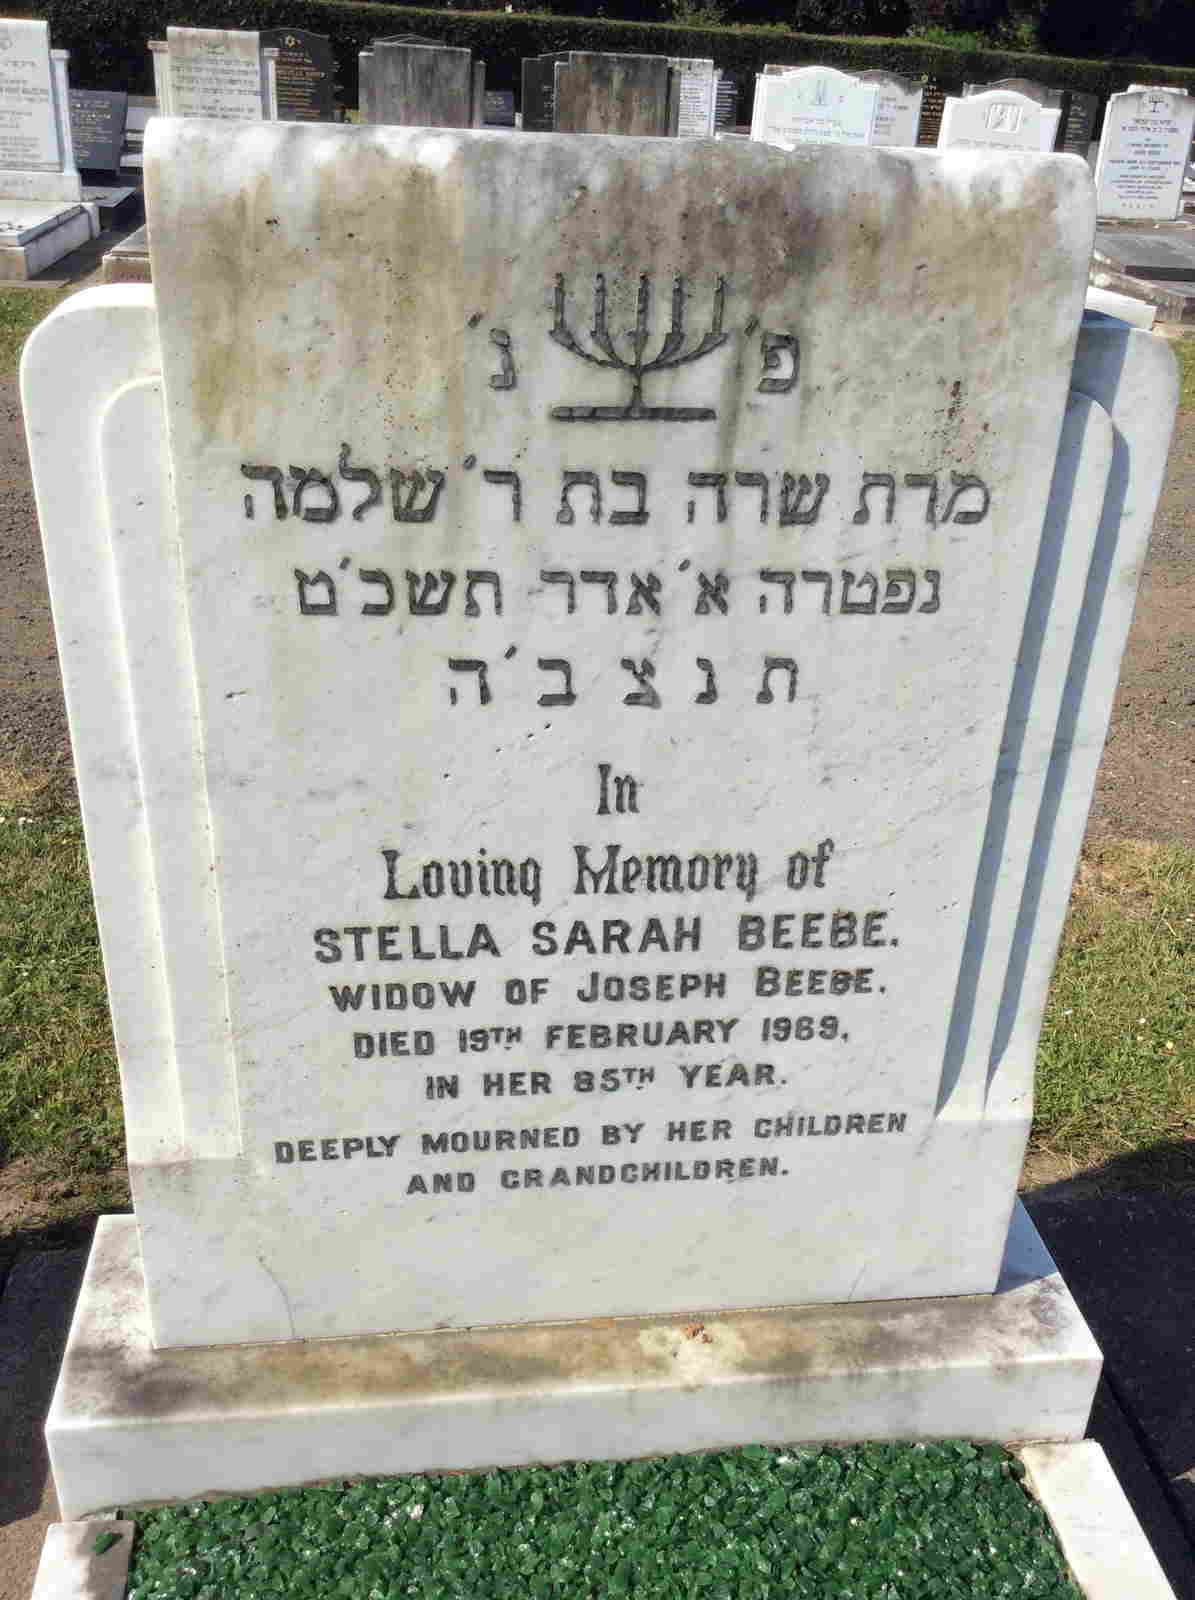 פ׳ נ׳
מרת שרה בת ר׳ שלמה
נפטרה א׳ אדר תשכ׳ט
ת נ צ ב׳ ה
In
Loving Memory of
STELLA SARAH BEEBE.
WIDOW OF JOSEPH BEEBE.
DIED 19TH FEBRUARY 1969,
IN HER 85TH YEAR.
DEEPLY MOURNED BY HER CHILDREN
AND GRANDCHILDREN.